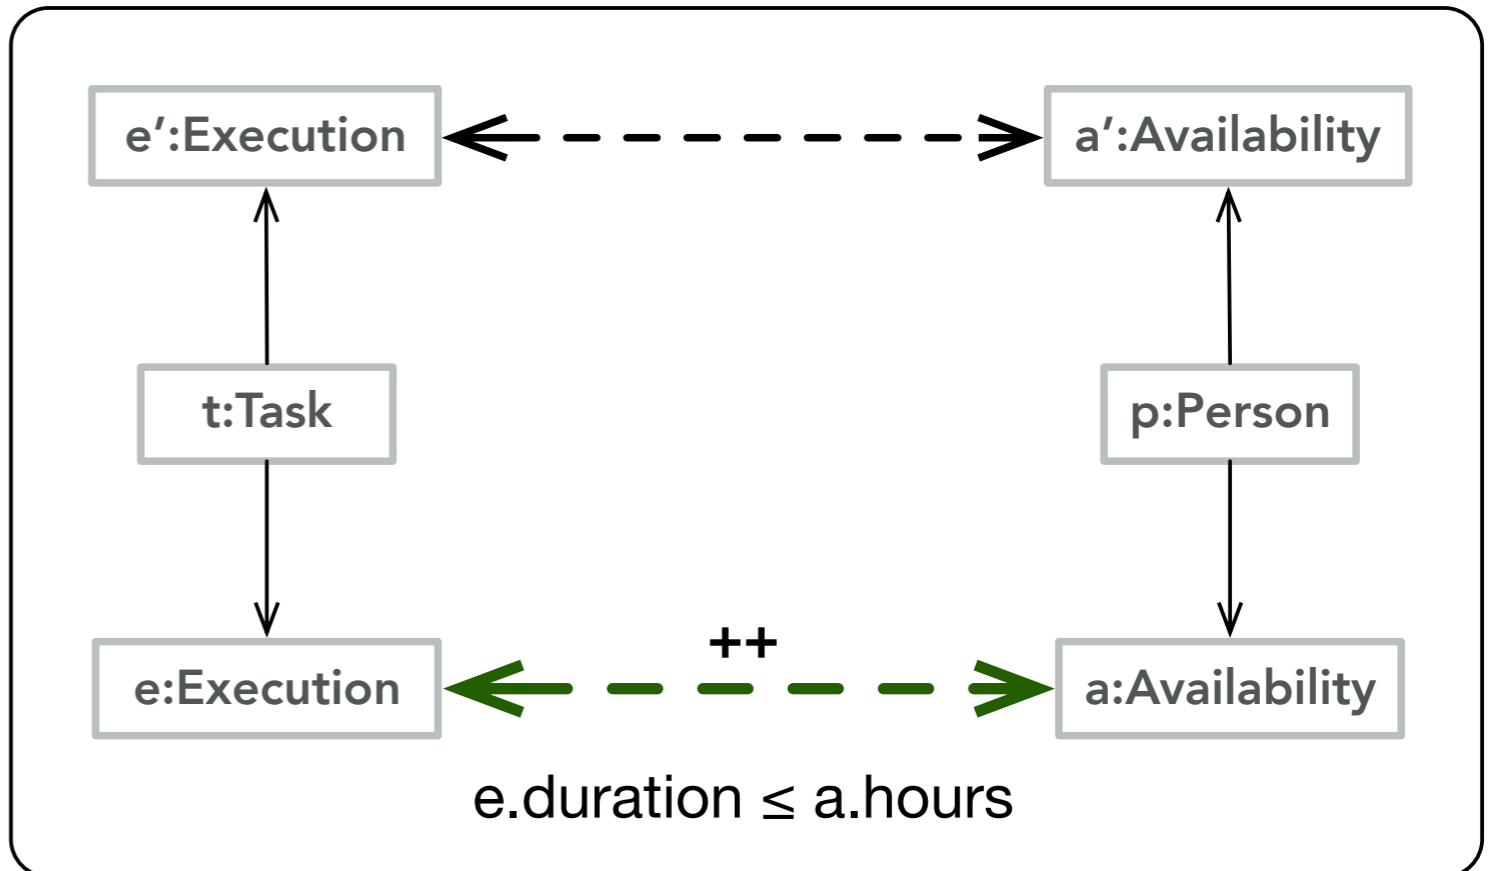 e′:Execution
a′:Availability
t:Task
p:Person
++
e:Execution
a:Availability
e.duration ≤ a.hours